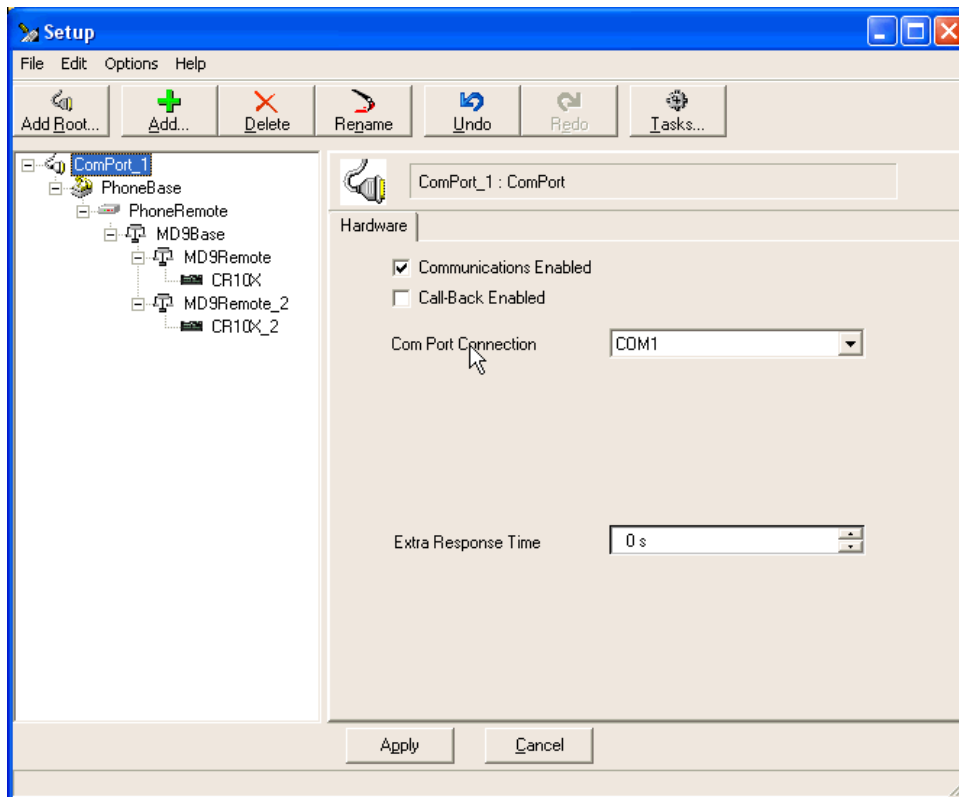 Setup
File Edit Options Help
Add Root... Add... Delete Rename Undo Redo Tasks...
ComPort_1
PhoneBase
PhoneRemote
MD9Base
MD9Remote
CR10X
MD9Remote_2
CR10X_2
ComPort_1 : ComPort
Hardware
Communications Enabled
Call-Back Enabled
Com Port Connection COM1
Extra Response Time 0 s
Apply Cancel